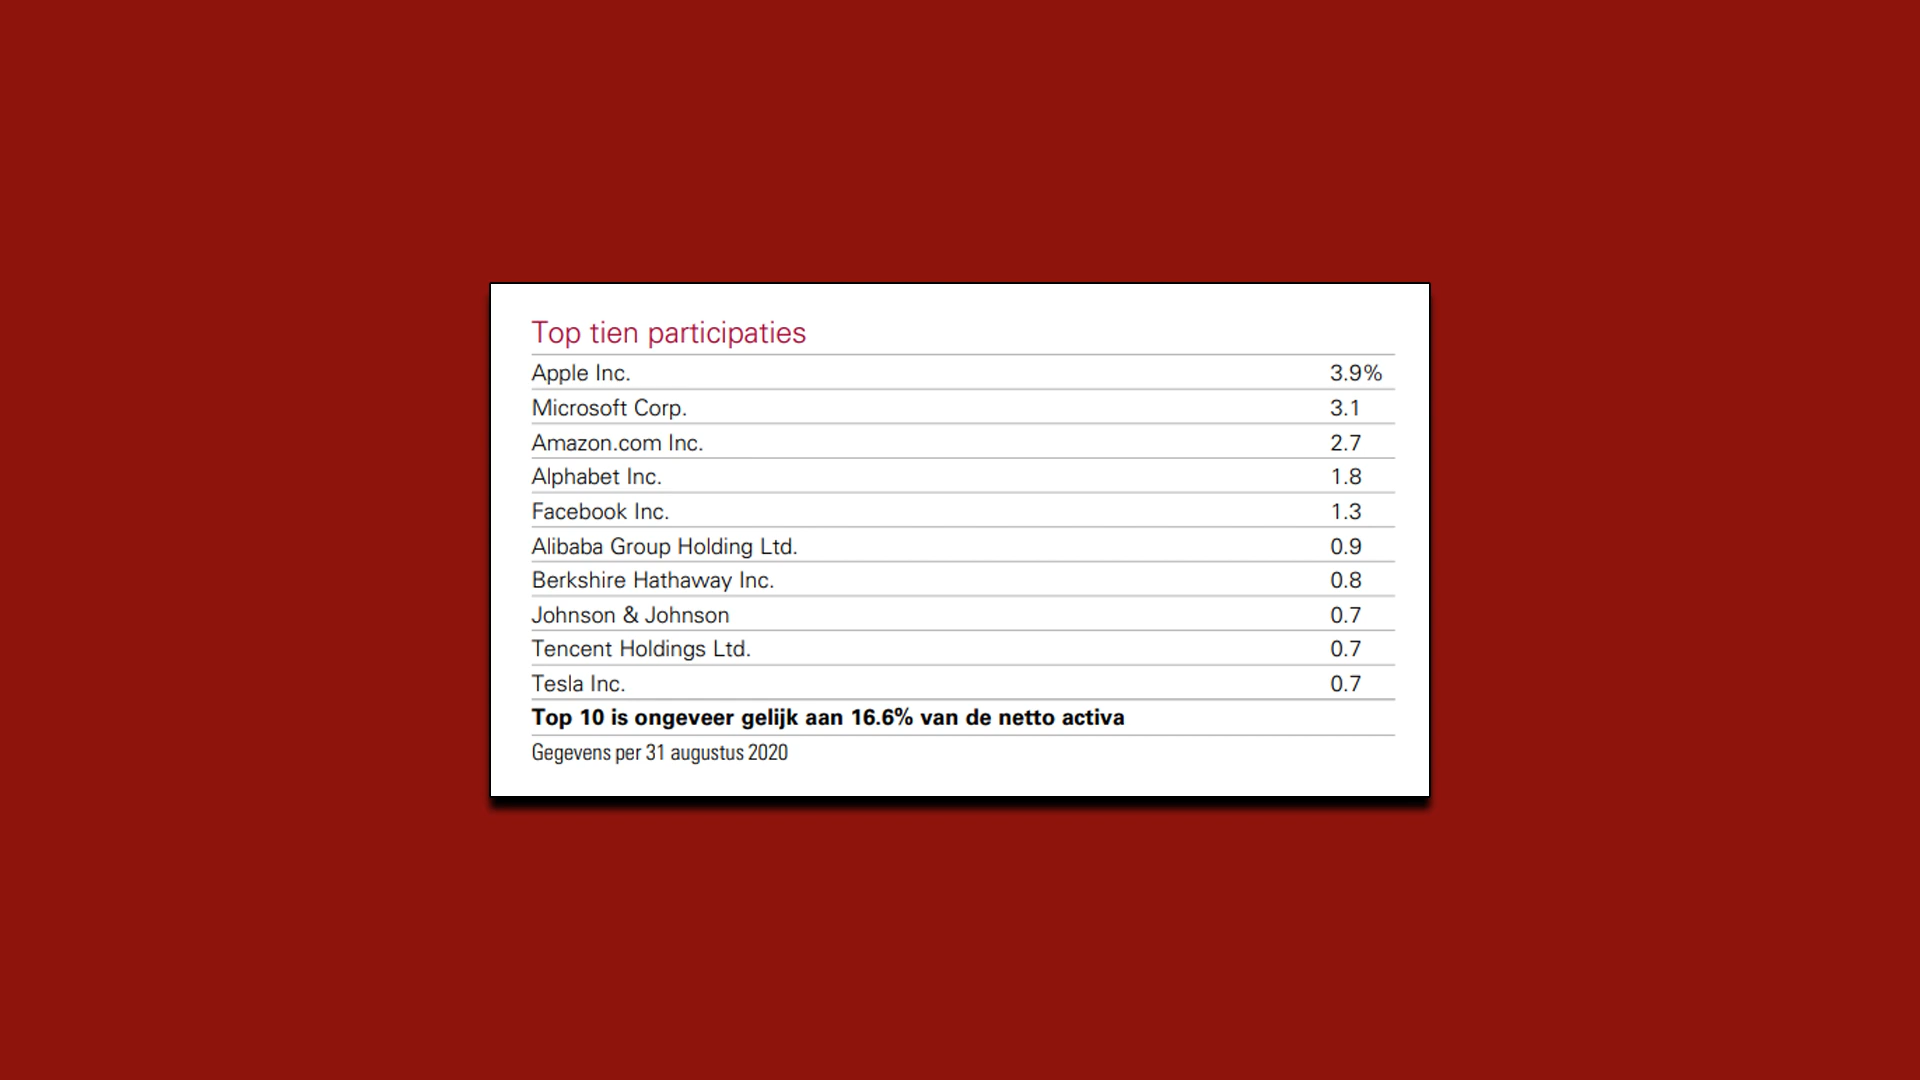 Top tien participaties
Apple Inc. 3.9%
Microsoft Corp. 3.1
Amazon.com Inc. 2.7
Alphabet Inc. 1.8
Facebook Inc. 1.3
Alibaba Group Holding Ltd. 0.9
Berkshire Hathaway Inc. 0.8
Johnson & Johnson 0.7
Tencent Holdings Ltd. 0.7
Tesla Inc. 0.7
Top 10 is ongeveer gelijk aan 16.6% van de netto activa
Gegevens per 31 augustus 2020